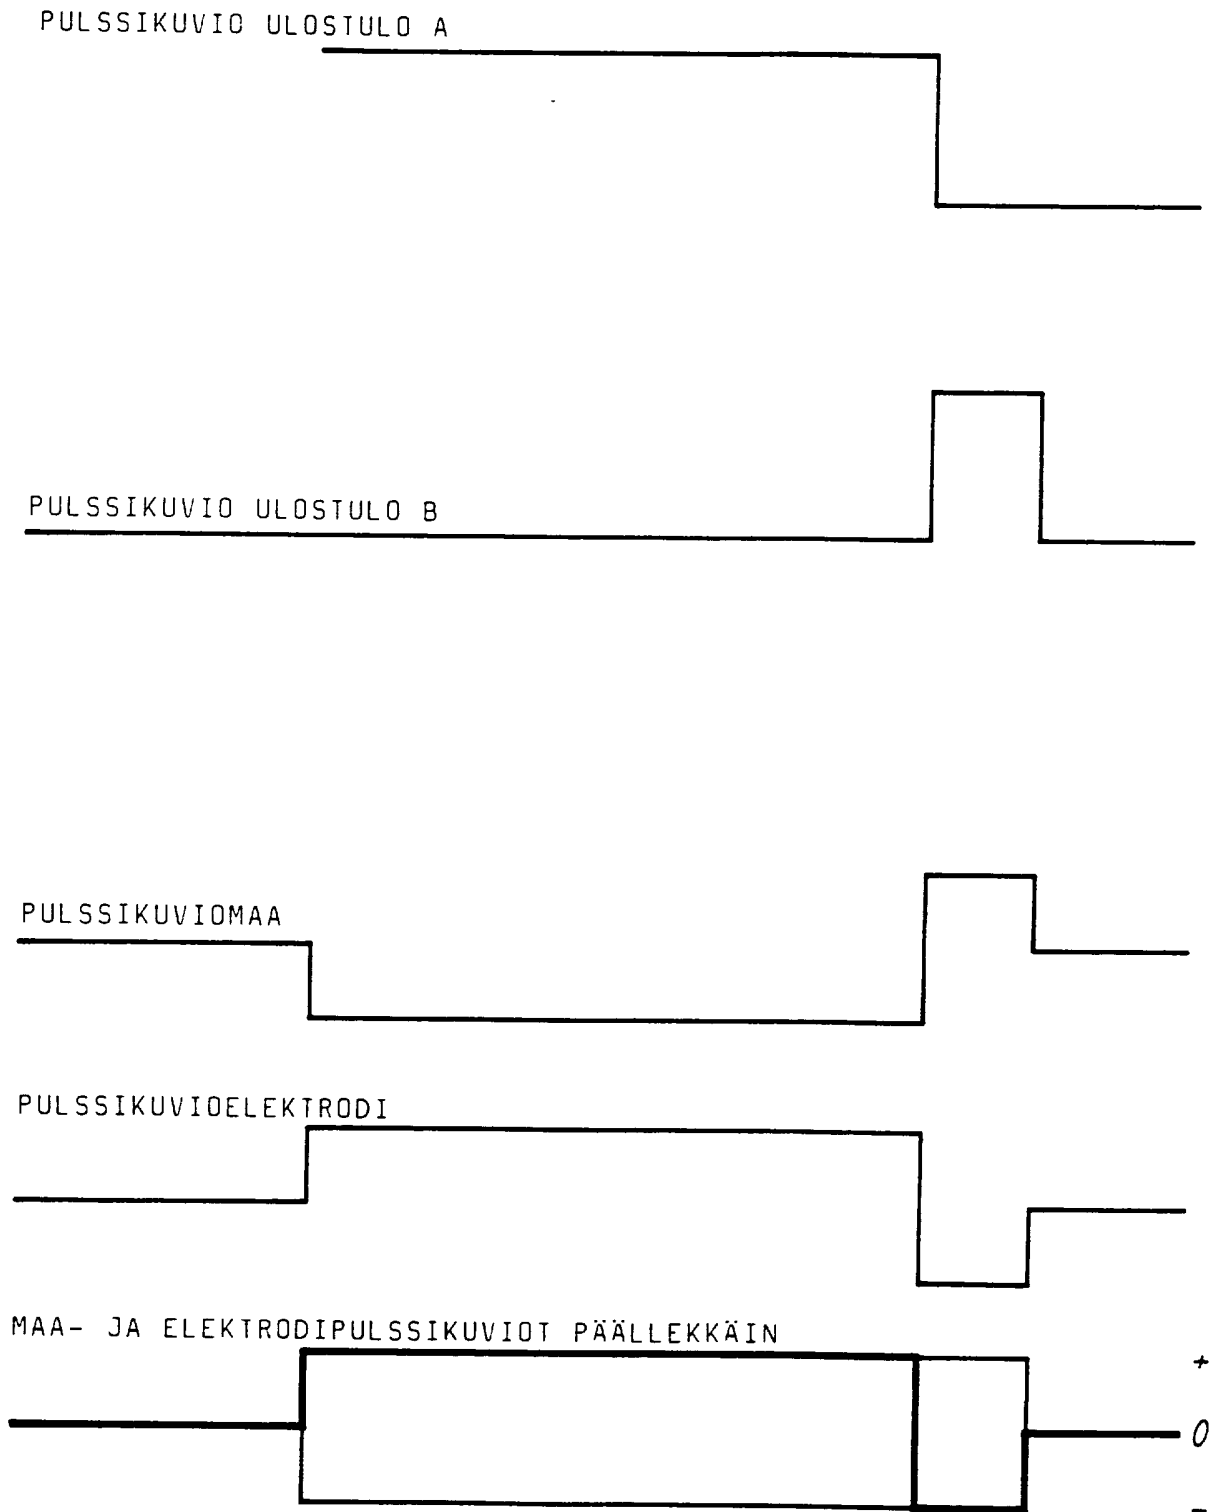 PULSSIKUVIO ULOSTULO A
PULSSIKUVIO ULOSTULO B
PULSSIKUVIOMAA
PULSSIKUVIOELEKTRODI
MAA- JA ELEKTRODIPULSSIKUVIOT PÄÄLLEKKÄIN
+
0
-